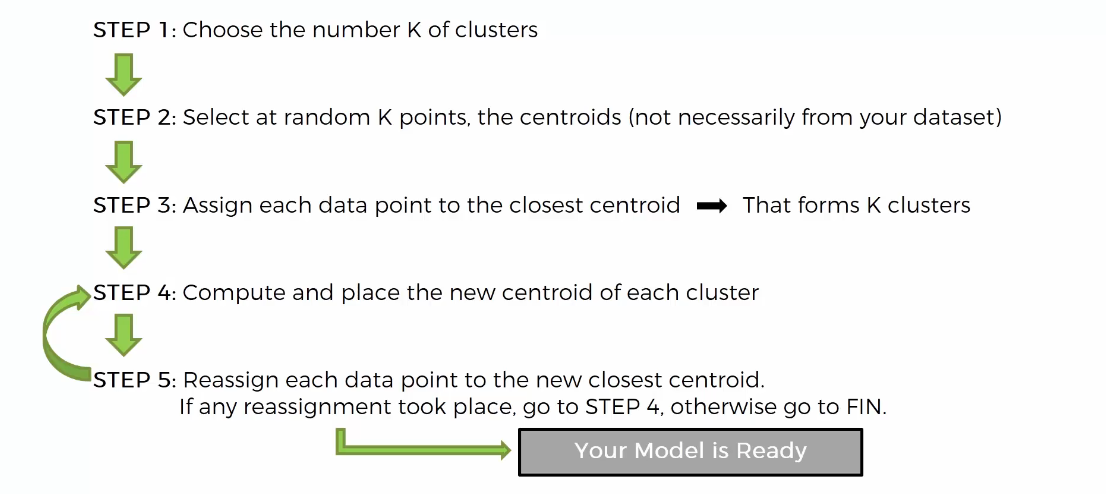 STEP 1: Choose the number K of clusters
STEP 2: Select at random K points, the centroids (not necessarily from your dataset)
STEP 3: Assign each data point to the closest centroid ➡ That forms K clusters
STEP 4: Compute and place the new centroid of each cluster
STEP 5: Reassign each data point to the new closest centroid.
If any reassignment took place, go to STEP 4, otherwise go to FIN.
Your Model is Ready